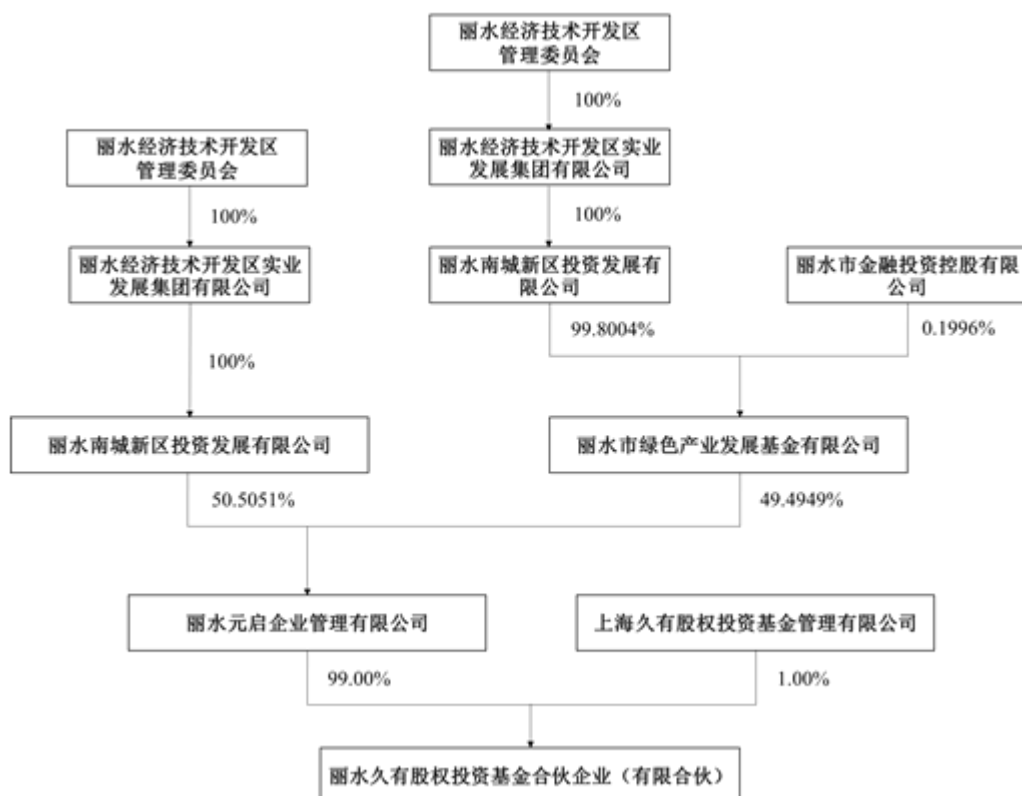 丽水经济技术开发区
管理委员会
100%
丽水经济技术开发区
管理委员会
丽水经济技术开发区实业
发展集团有限公司
100%
100%
丽水经济技术开发区实业
发展集团有限公司
丽水南城新区投资发展有
限公司
丽水市金融投资控股有限
公司
99.8004%
0.1996%
100%
丽水南城新区投资发展有限公司
丽水市绿色产业发展基金有限公司
50.5051%
49.4949%
丽水元启企业管理有限公司
上海久有股权投资基金管理有限公司
99.00%
1.00%
丽水久有股权投资基金合伙企业（有限合伙）